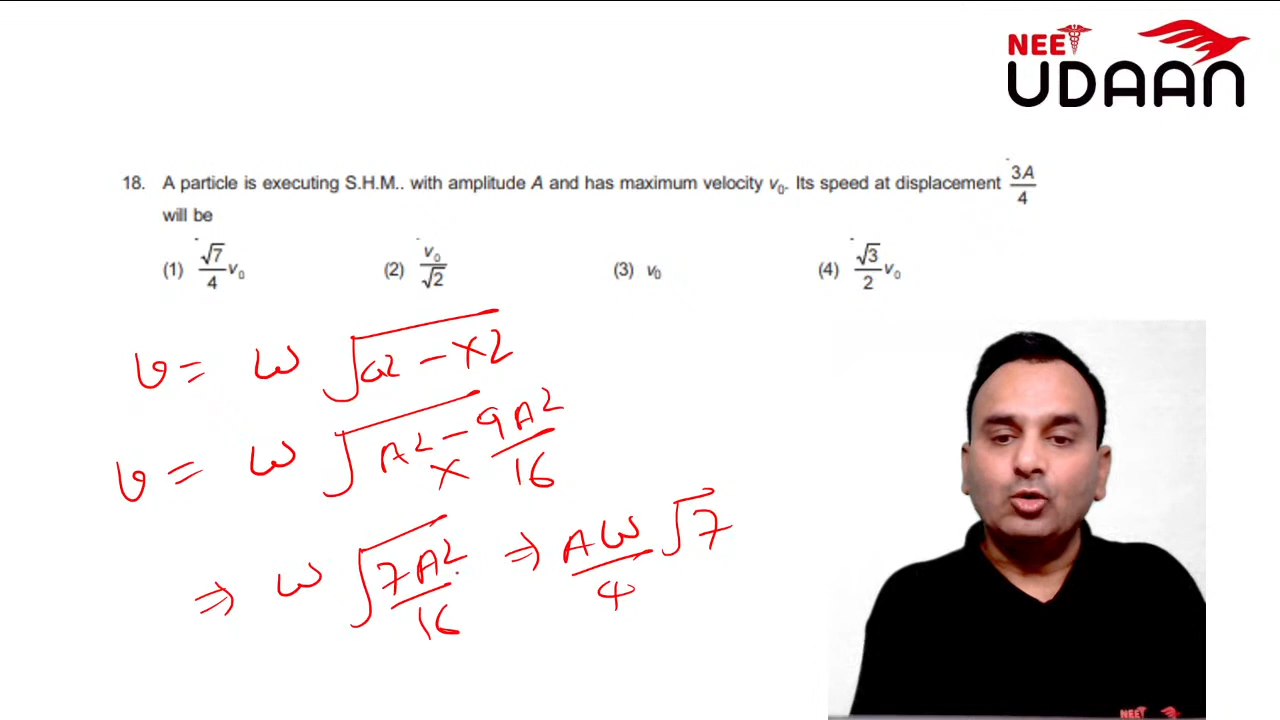 NEET
UDAAN
18. A particle is executing S.H.M.. with amplitude A and has maximum velocity v₀. Its speed at displacement 3A/4
will be
(1) √7/4 v₀ (2) v₀/√2 (3) v₀ (4) √3/2 v₀
v = ω √(a2 − x2)
v = ω √(A² − 9A²/16)
⇒ ω √(7A²/16) ⇒ Aω/4 √7
NEET